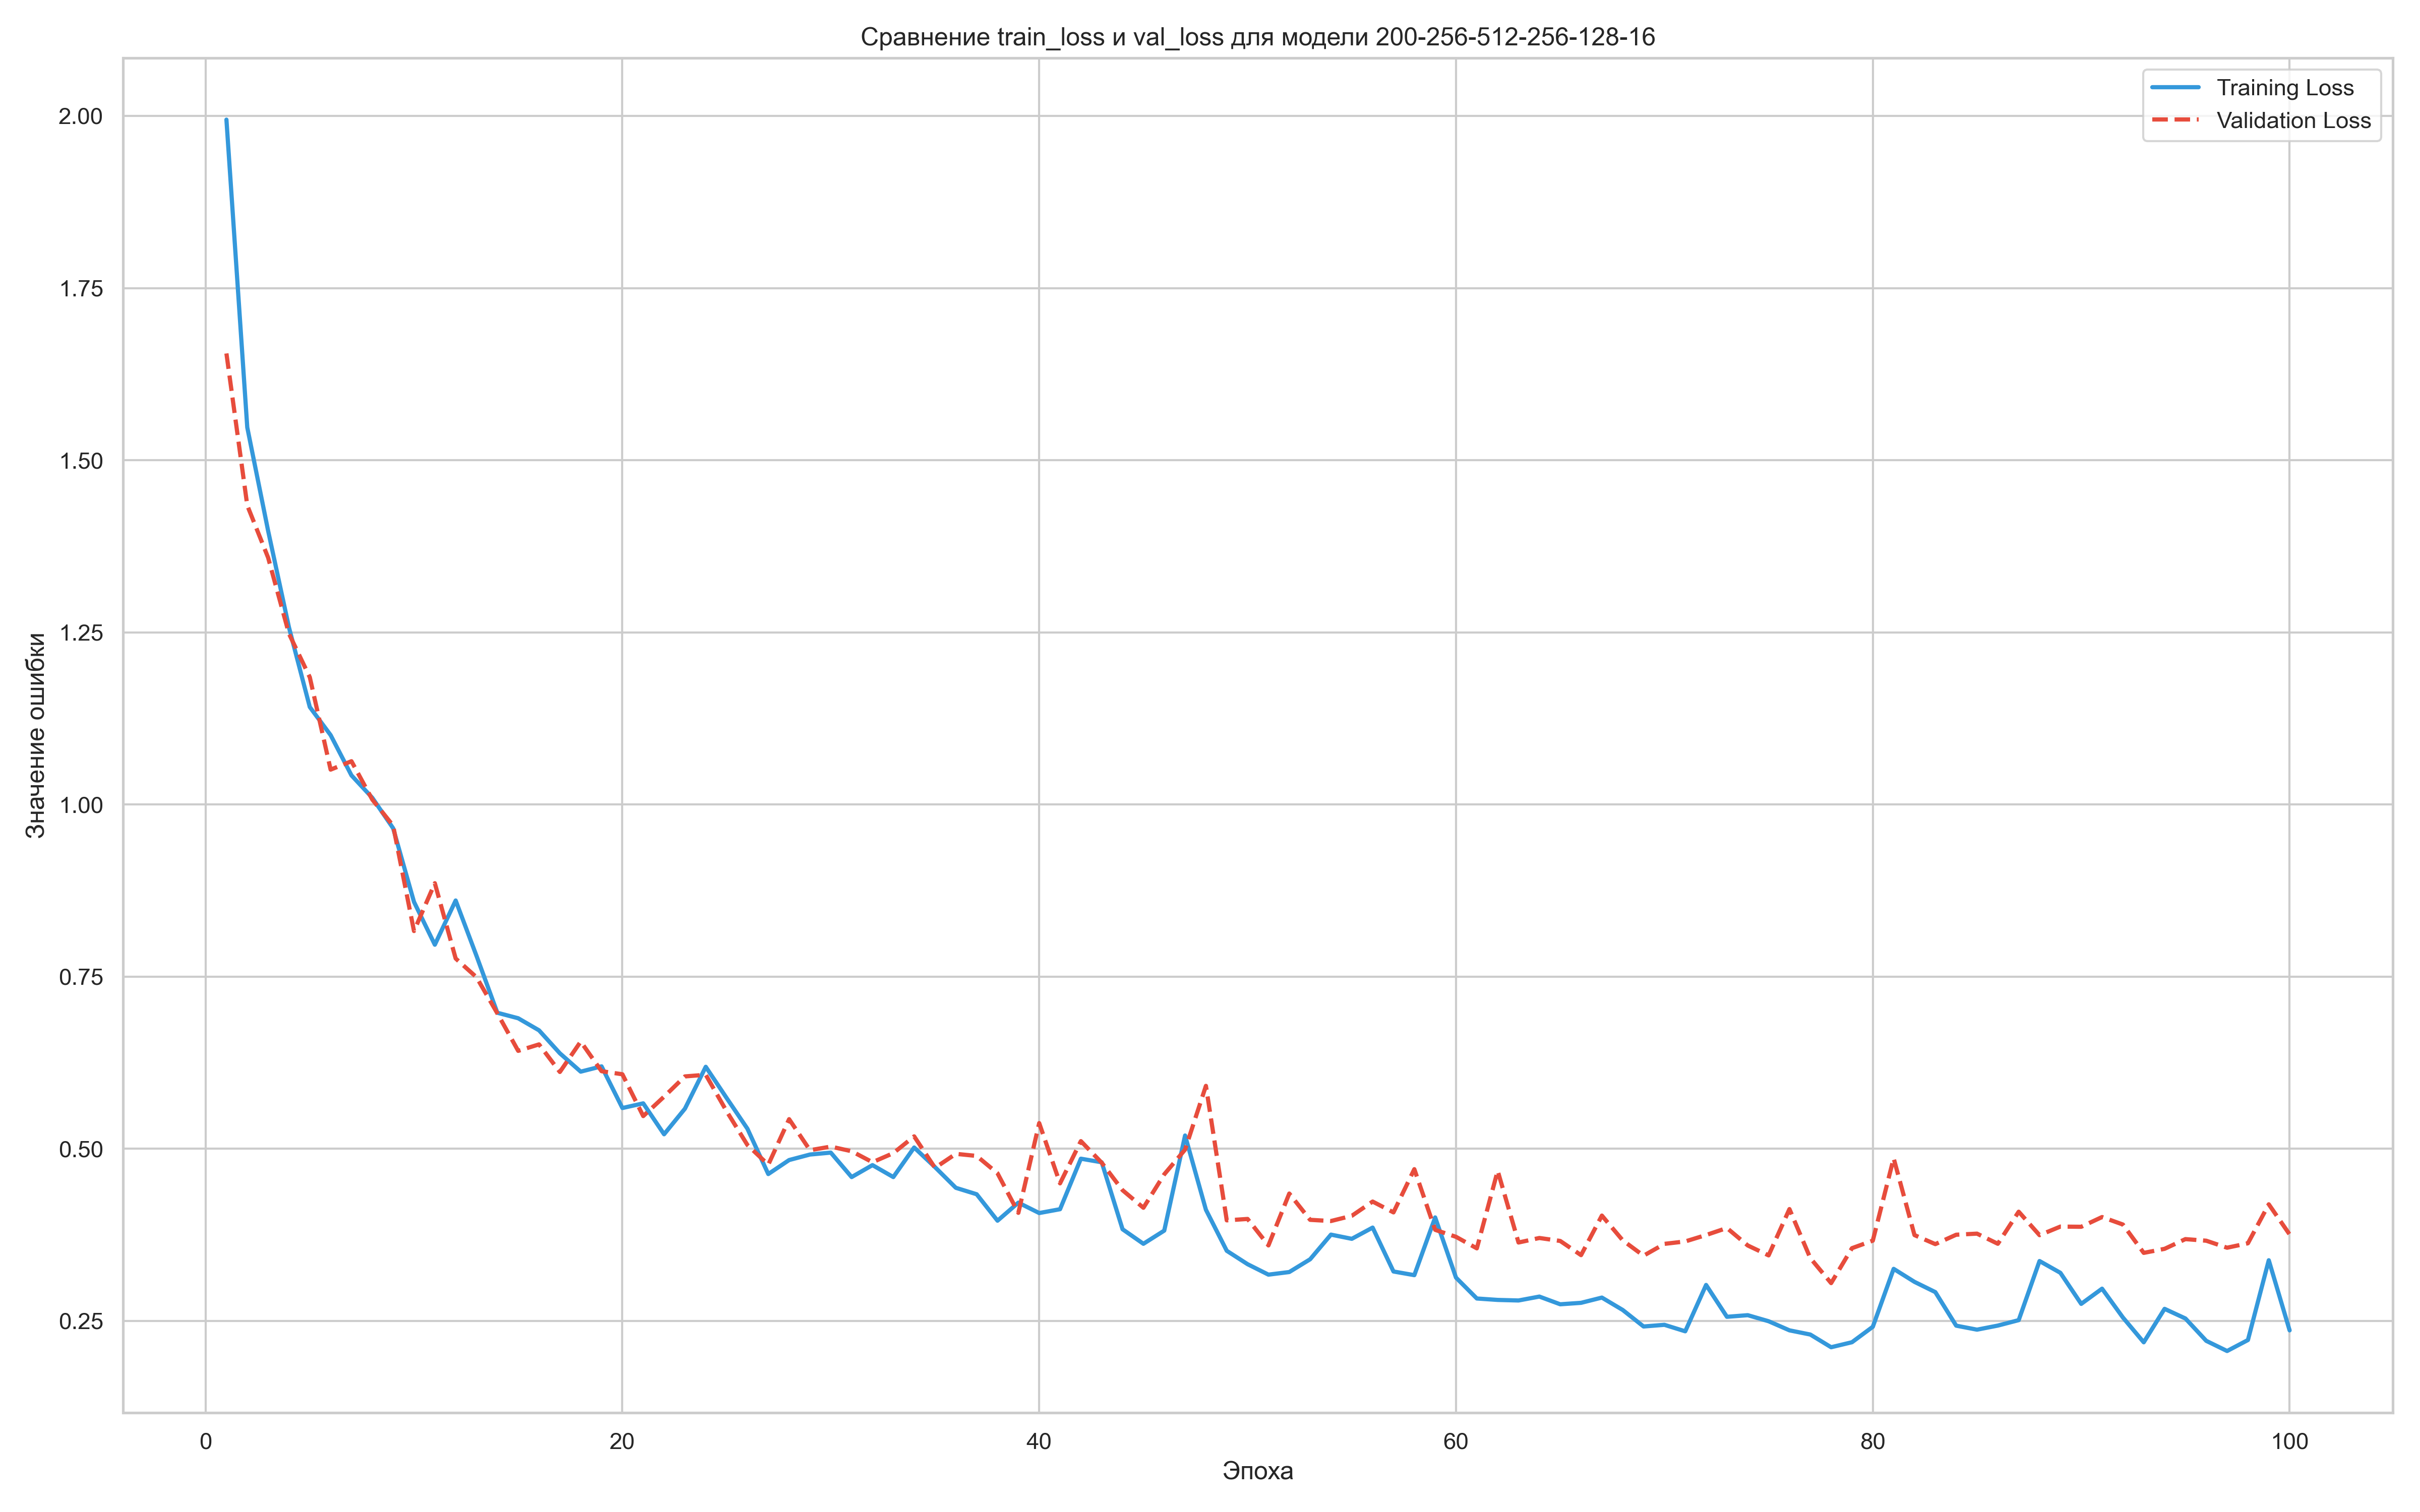 Сравнение train_loss и val_loss для модели 200-256-512-256-128-16
Training Loss
Validation Loss
2.00
1.75
1.50
1.25
1.00
0.75
0.50
0.25
Значение ошибки
0 20 40 60 80 100
Эпоха